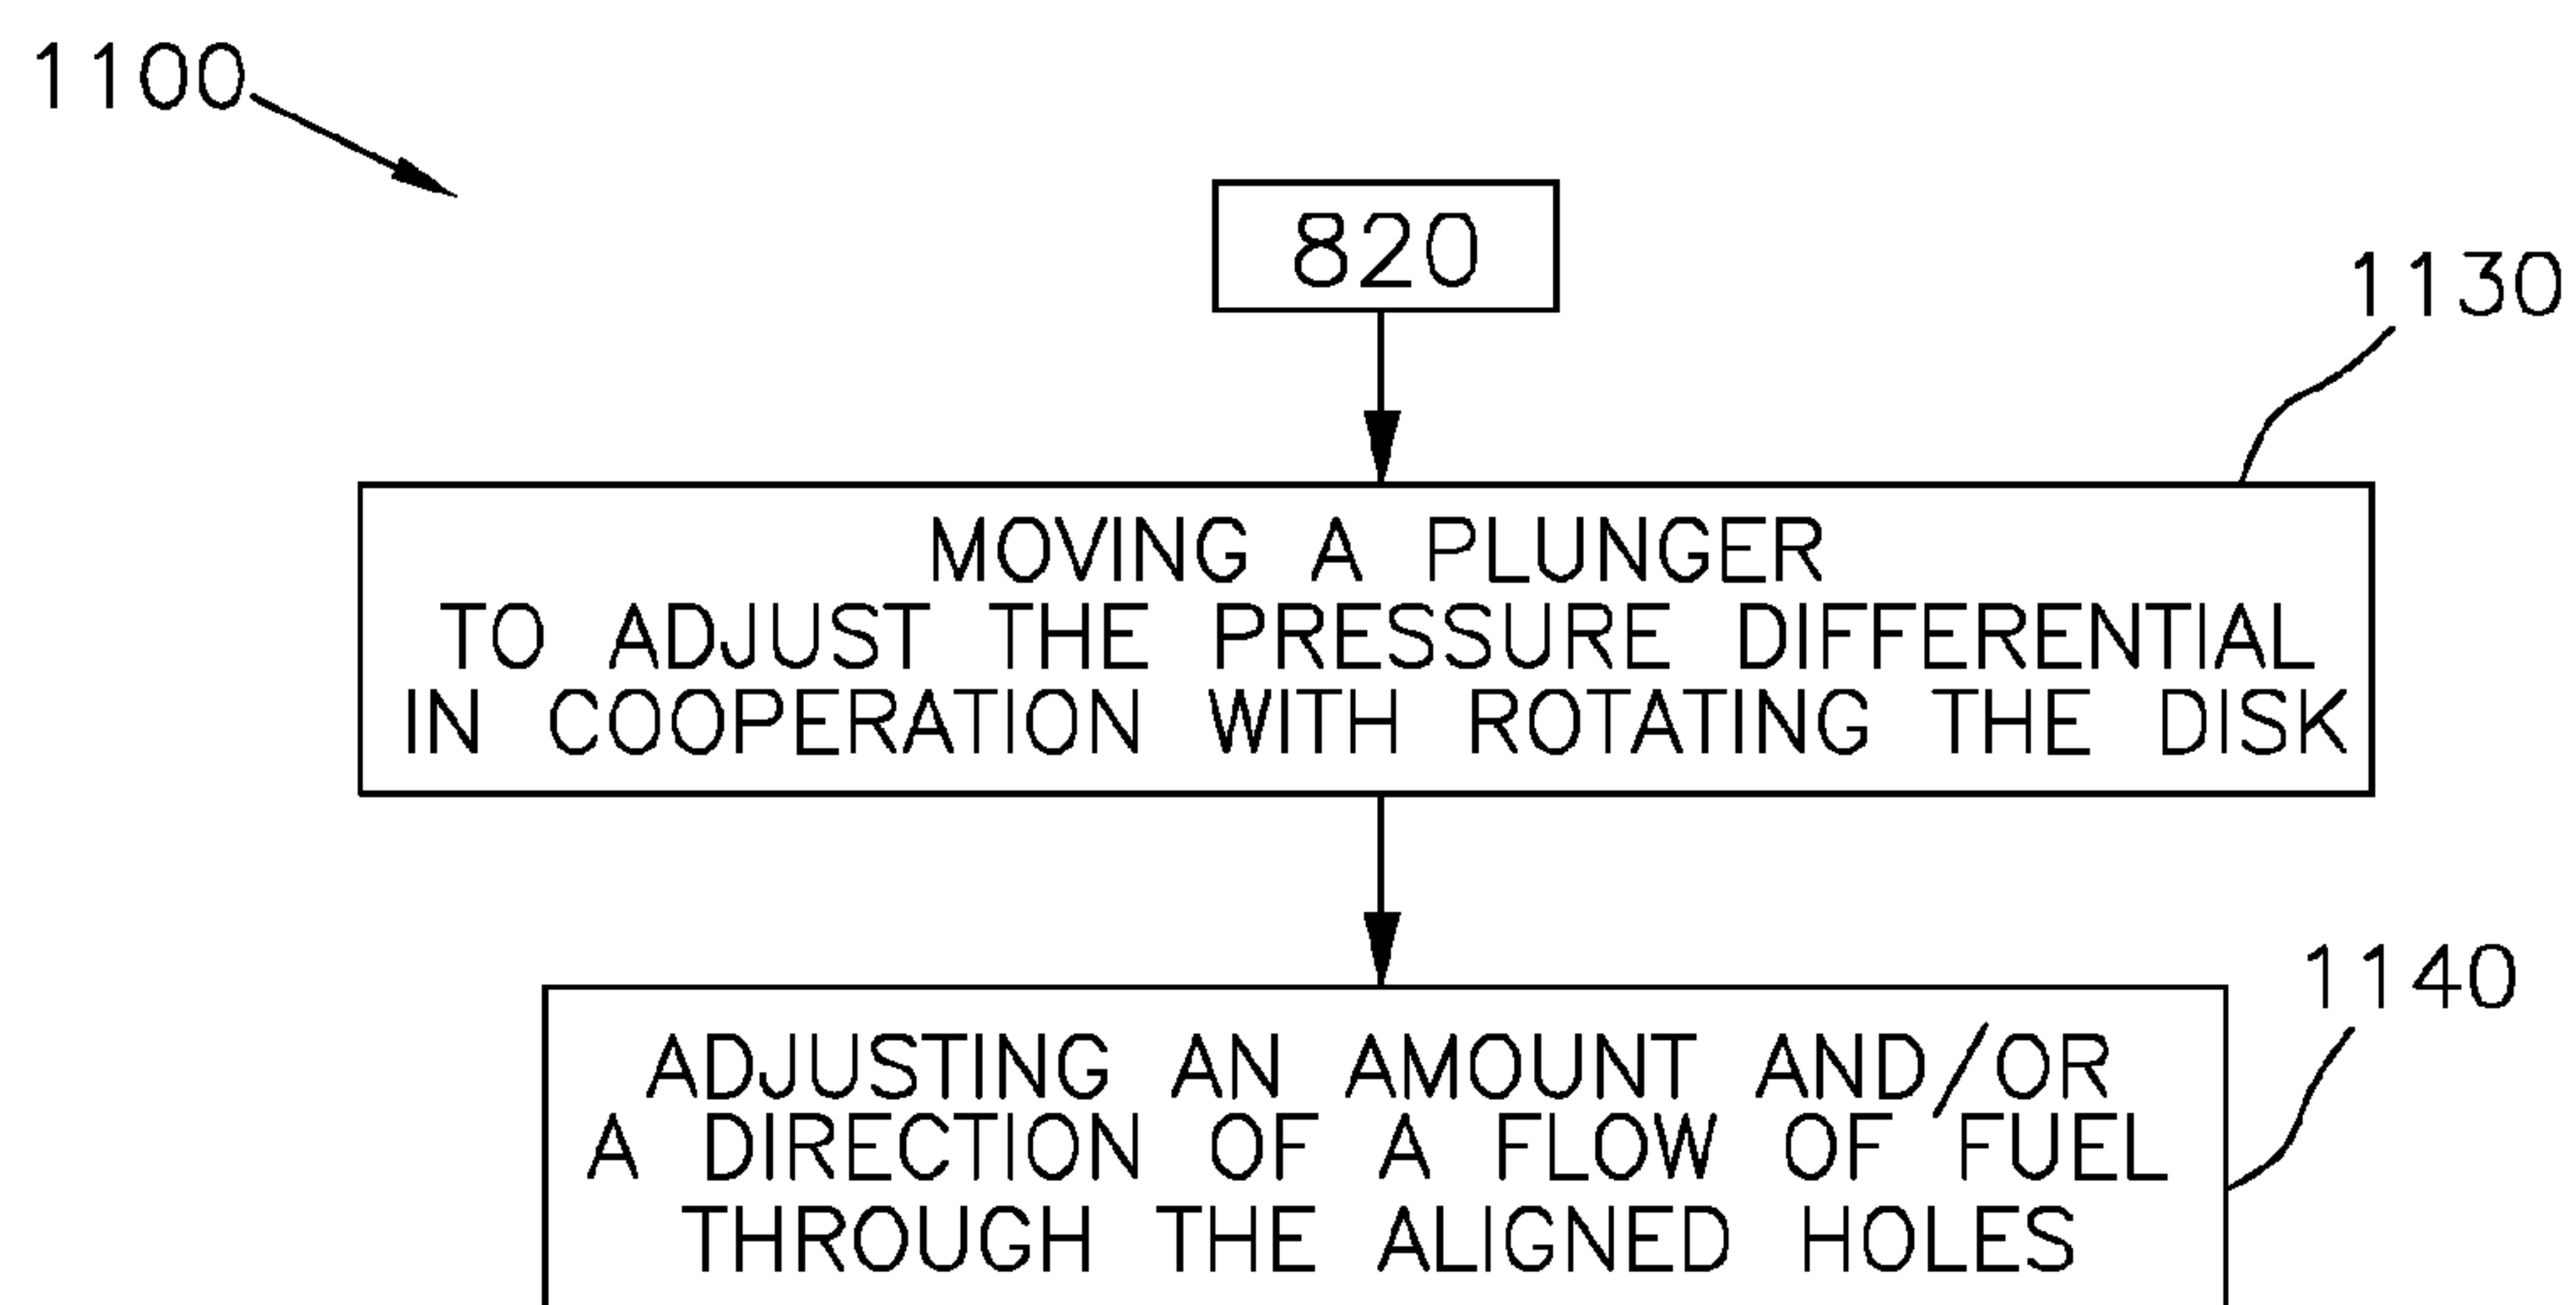 1100
820
1130
MOVING A PLUNGER
TO ADJUST THE PRESSURE DIFFERENTIAL
IN COOPERATION WITH ROTATING THE DISK
1140
ADJUSTING AN AMOUNT AND/OR
A DIRECTION OF A FLOW OF FUEL
THROUGH THE ALIGNED HOLES